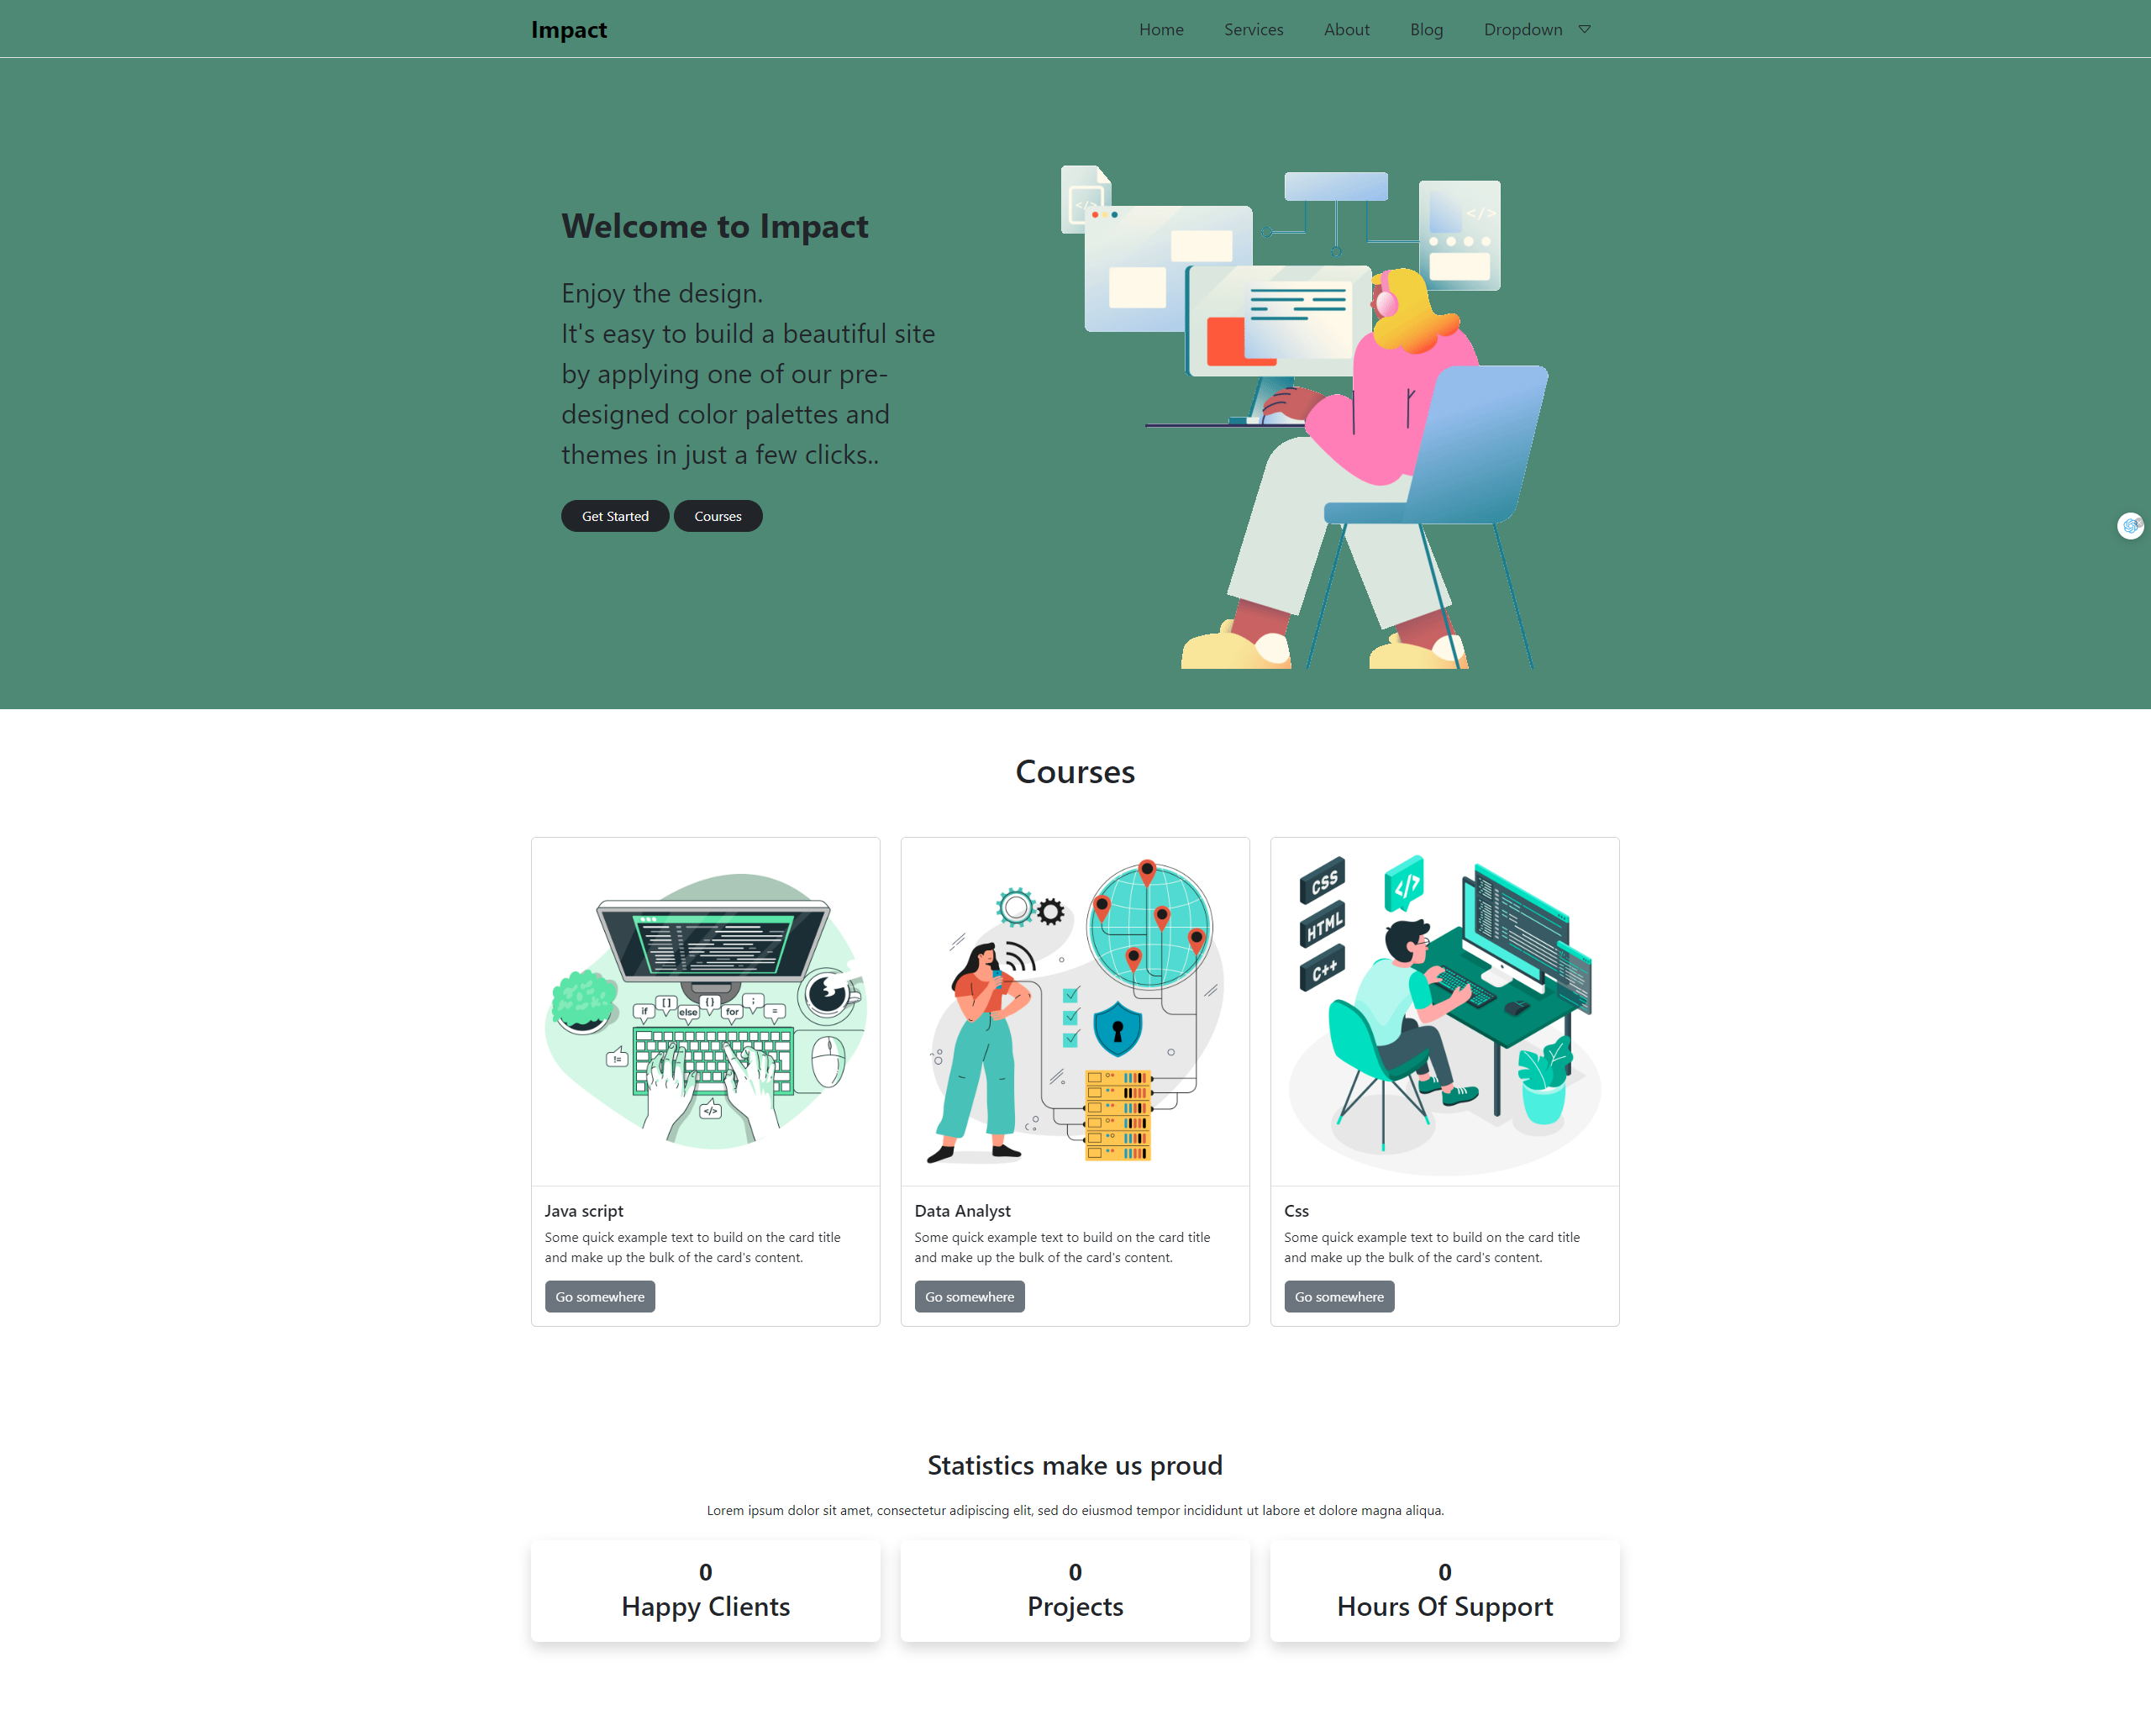 Impact
Home Services About Blog Dropdown
</>
</>
Welcome to Impact
Enjoy the design.
It's easy to build a beautiful site
by applying one of our pre-
designed color palettes and
themes in just a few clicks..
Get Started Courses
Courses
[ ] { } ;
if else for =
!=
</>
CSS
</>
HTML
C++
Java script
Some quick example text to build on the card title
and make up the bulk of the card's content.
Go somewhere
Data Analyst
Some quick example text to build on the card title
and make up the bulk of the card's content.
Go somewhere
Css
Some quick example text to build on the card title
and make up the bulk of the card's content.
Go somewhere
Statistics make us proud
Lorem ipsum dolor sit amet, consectetur adipiscing elit, sed do eiusmod tempor incididunt ut labore et dolore magna aliqua.
0
Happy Clients
0
Projects
0
Hours Of Support